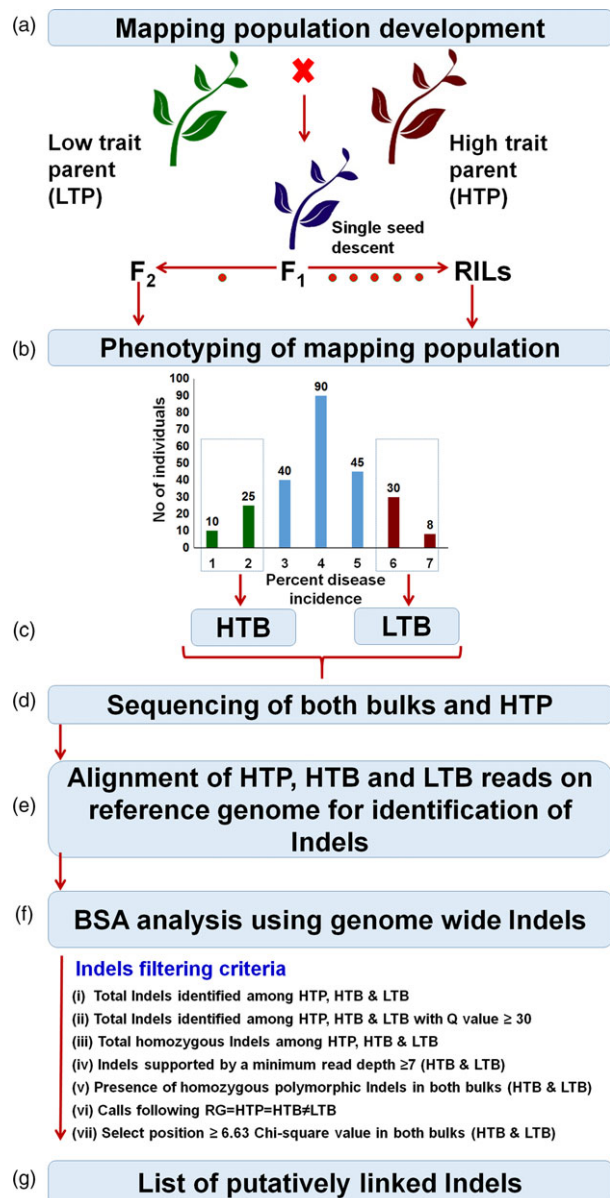 (a) Mapping population development
Low trait
parent
(LTP)
High trait
parent
(HTP)
Single seed
descent
F₂ F₁ RILs
(b) Phenotyping of mapping population
No of individuals
100
90
80
70
60
50
40
30
20
10
0
10 25 40 90 45 30 8
1 2 3 4 5 6 7
Percent disease
incidence
(c) HTB LTB
(d) Sequencing of both bulks and HTP
(e) Alignment of HTP, HTB and LTB reads on
reference genome for identification of
Indels
(f) BSA analysis using genome wide Indels
Indels filtering criteria
(i) Total Indels identified among HTP, HTB & LTB
(ii) Total Indels identified among HTP, HTB & LTB with Q value ≥ 30
(iii) Total homozygous Indels among HTP, HTB & LTB
(iv) Indels supported by a minimum read depth ≥7 (HTB & LTB)
(v) Presence of homozygous polymorphic Indels in both bulks (HTB & LTB)
(vi) Calls following RG=HTP=HTB≠LTB
(vii) Select position ≥ 6.63 Chi-square value in both bulks (HTB & LTB)
(g) List of putatively linked Indels